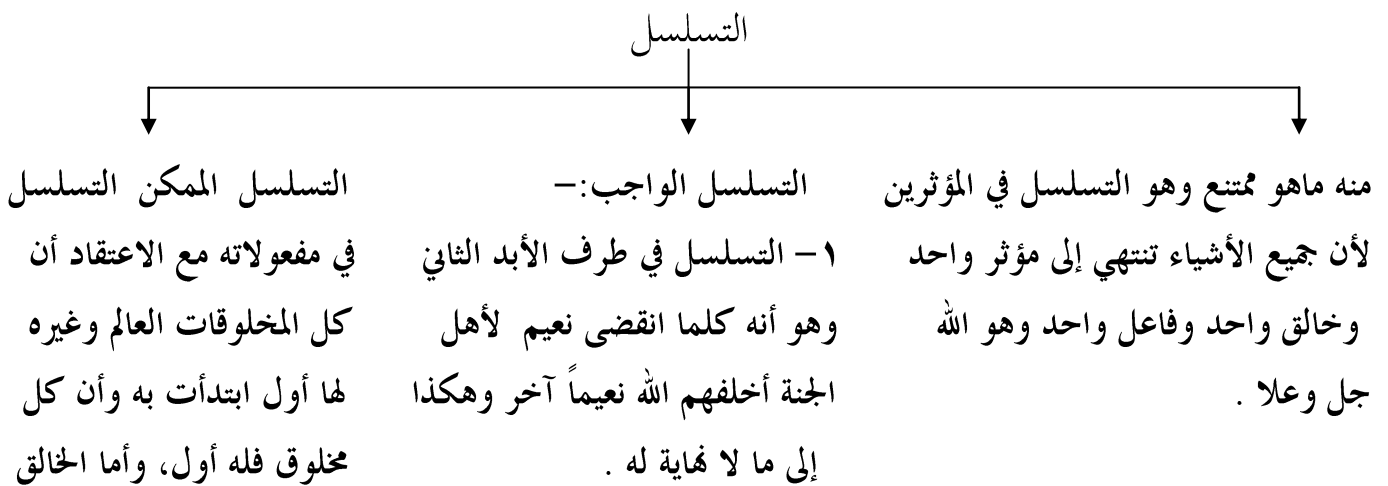 التسلسل
منه ماهو ممتنع وهو التسلسل في المؤثرين
لأن جميع الأشياء تنتهي إلى مؤثر واحد
وخالق واحد وفاعل واحد وهو الله
جل وعلا .
التسلسل الواجب:–
١– التسلسل في طرف الأبد الثاني
وهو أنه كلما انقضى نعيم لأهل
الجنة أخلفهم الله نعيماً آخر وهكذا
إلى ما لا نهاية له .
التسلسل الممكن التسلسل
في مفعولاته مع الاعتقاد أن
كل المخلوقات العالم وغيره
لها أول ابتدأت به وأن كل
مخلوق فله أول، وأما الخالق